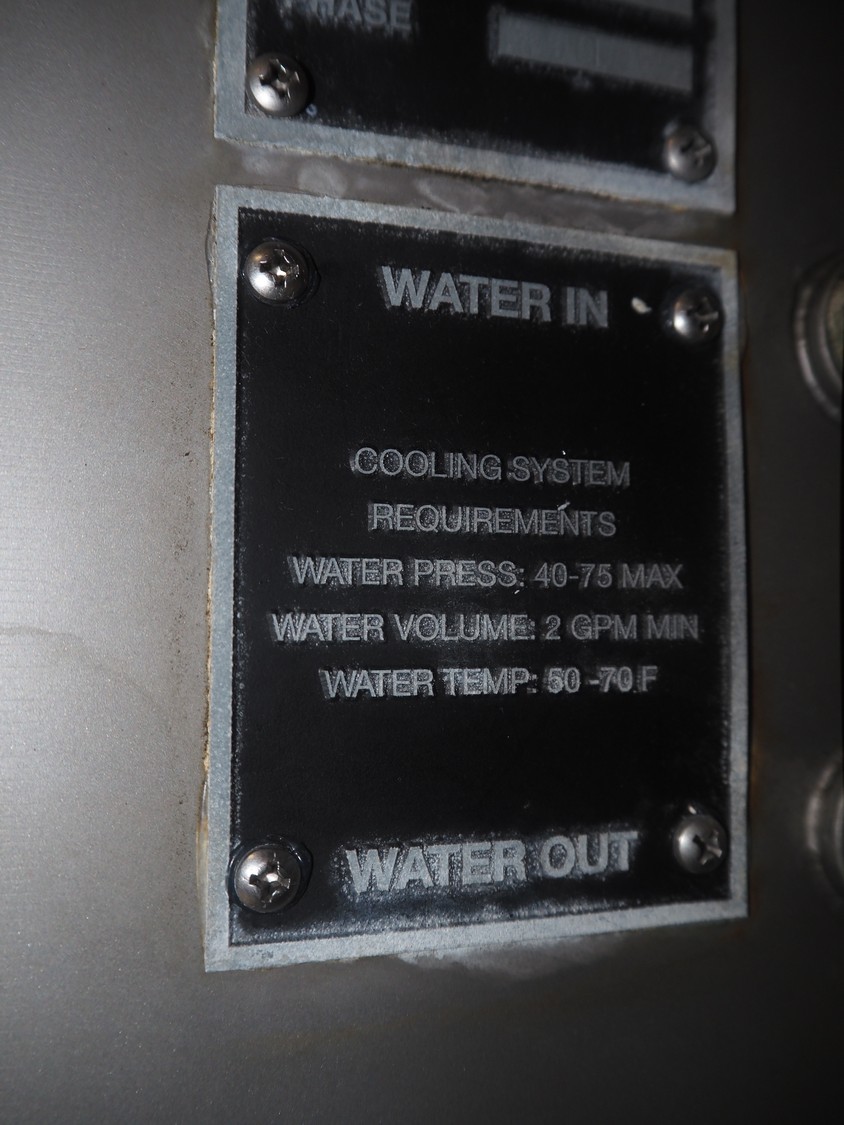 PHASE
WATER IN
COOLING SYSTEM
REQUIREMENTS
WATER PRESS: 40-75 MAX
WATER VOLUME: 2 GPM MIN
WATER TEMP: 50 -70 F
WATER OUT